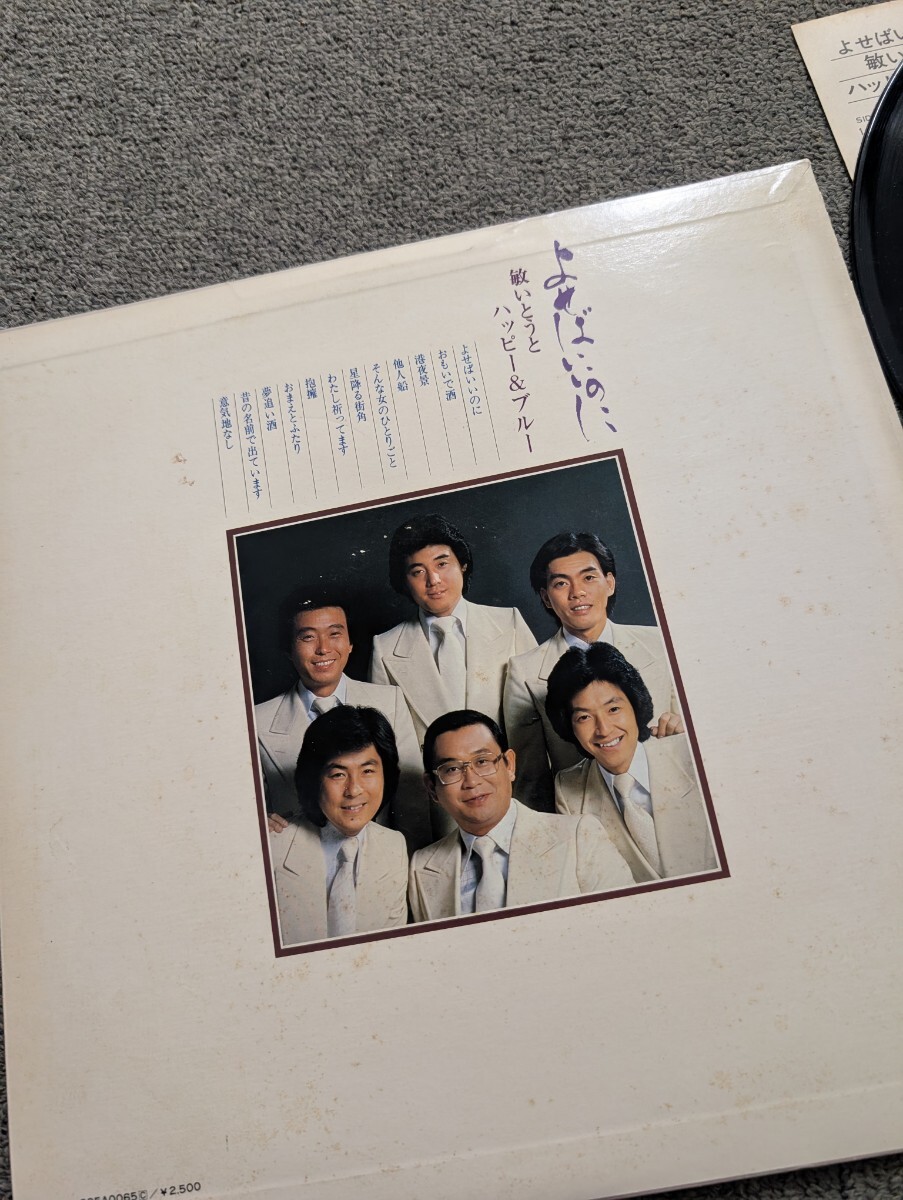 よせばいいのに
敏いとうと
ハッピー&ブルー
よせばいいのに
おもいで酒
港夜景
他人船
そんな女のひとりごと
星降る街角
わたし祈ってます
抱擁
おまえとふたり
夢追い酒
昔の名前で出ています
意気地なし
よせばい
敏い
ハッ
¥2.500